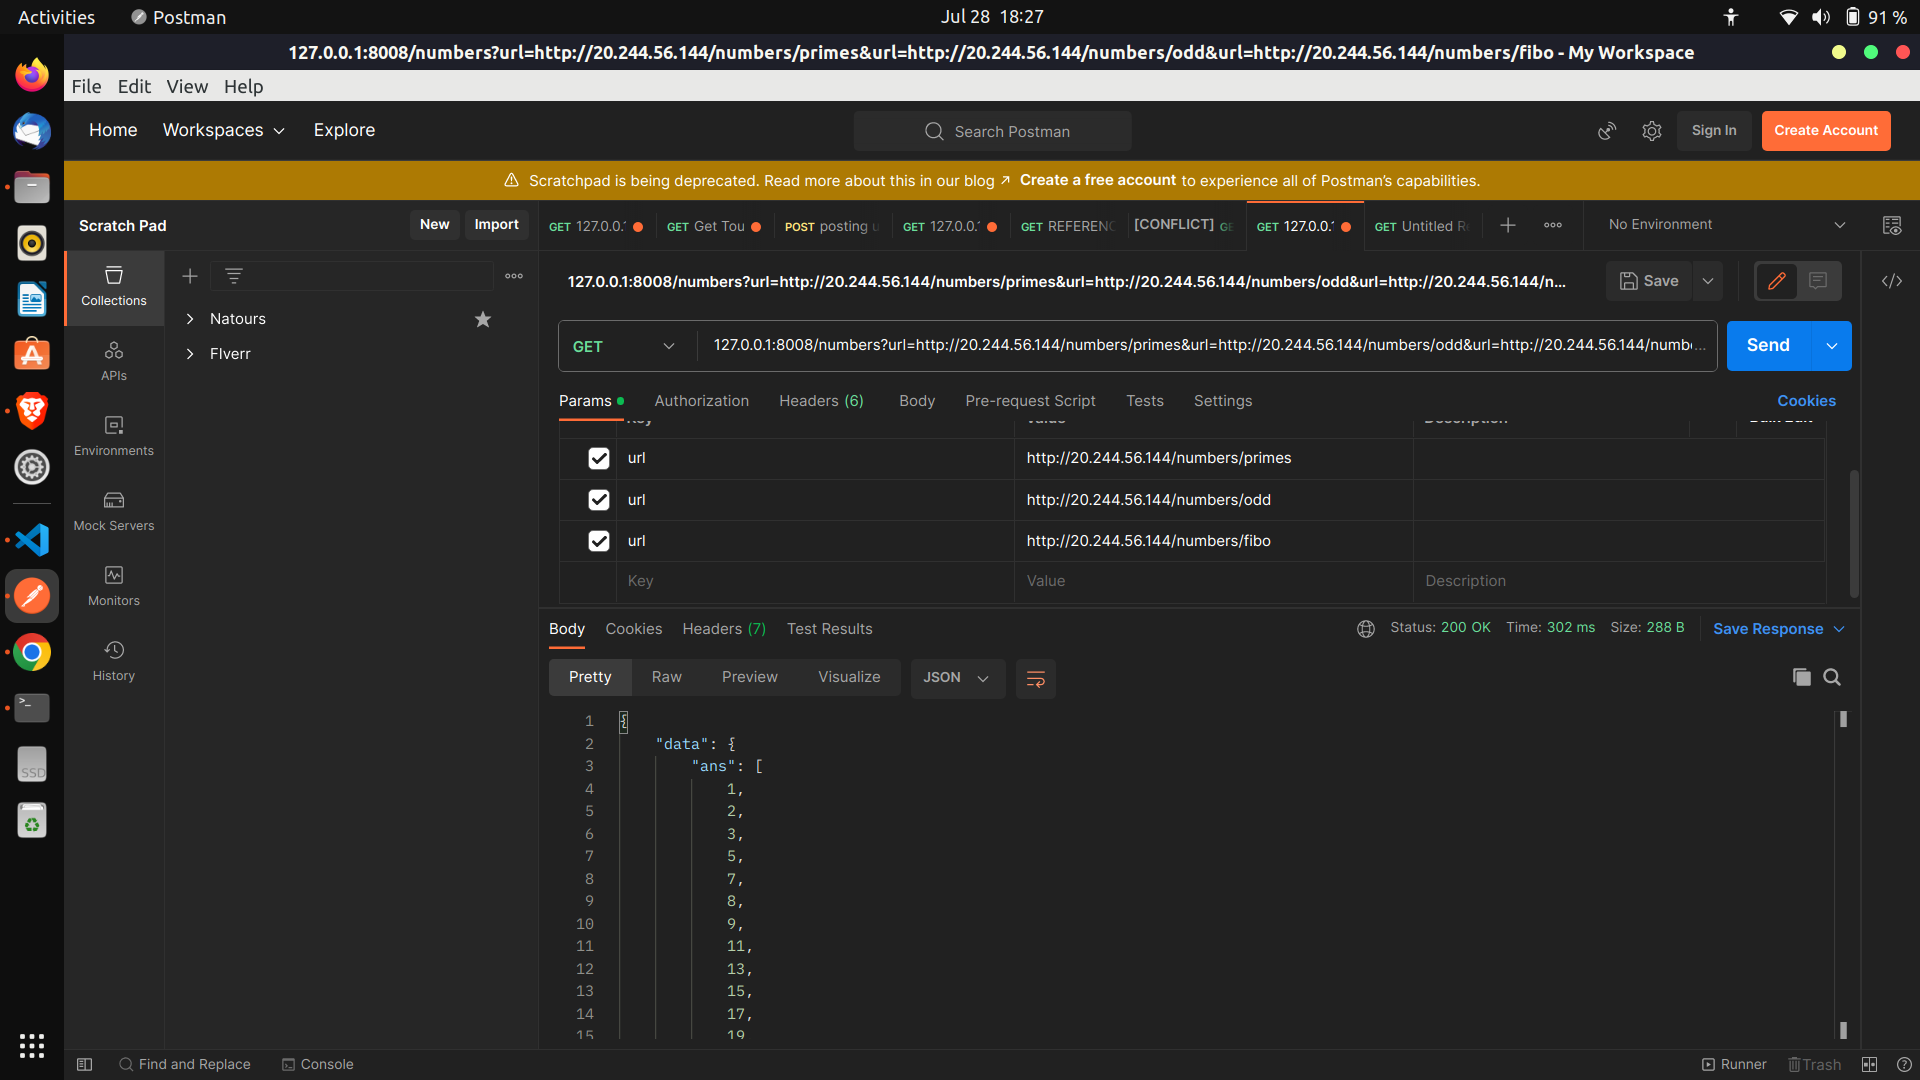 Activities Postman Jul 28 18:27 91 %
127.0.0.1:8008/numbers?url=http://20.244.56.144/numbers/primes&url=http://20.244.56.144/numbers/odd&url=http://20.244.56.144/numbers/fibo - My Workspace
File Edit View Help
Home Workspaces Explore Search Postman Sign In Create Account
Scratchpad is being deprecated. Read more about this in our blog ↗ Create a free account to experience all of Postman's capabilities.
Scratch Pad New Import GET 127.0.0.1 GET Get Tou POST posting u GET 127.0.0.1 GET REFERENC [CONFLICT] GE GET 127.0.0.1 GET Untitled Re No Environment
127.0.0.1:8008/numbers?url=http://20.244.56.144/numbers/primes&url=http://20.244.56.144/numbers/odd&url=http://20.244.56.144/n... Save
Collections
APIs
Environments
Mock Servers
Monitors
History
Natours
FIverr
GET 127.0.0.1:8008/numbers?url=http://20.244.56.144/numbers/primes&url=http://20.244.56.144/numbers/odd&url=http://20.244.56.144/numb... Send
Params Authorization Headers (6) Body Pre-request Script Tests Settings Cookies
Key Value Description Bulk Edit
url http://20.244.56.144/numbers/primes
url http://20.244.56.144/numbers/odd
url http://20.244.56.144/numbers/fibo
Key Value Description
Body Cookies Headers (7) Test Results Status: 200 OK Time: 302 ms Size: 288 B Save Response
Pretty Raw Preview Visualize JSON
1 {
2 "data": {
3 "ans": [
4 1,
5 2,
6 3,
7 5,
8 7,
9 8,
10 9,
11 11,
12 13,
13 15,
14 17,
15 19
SSD
Find and Replace Console Runner Trash